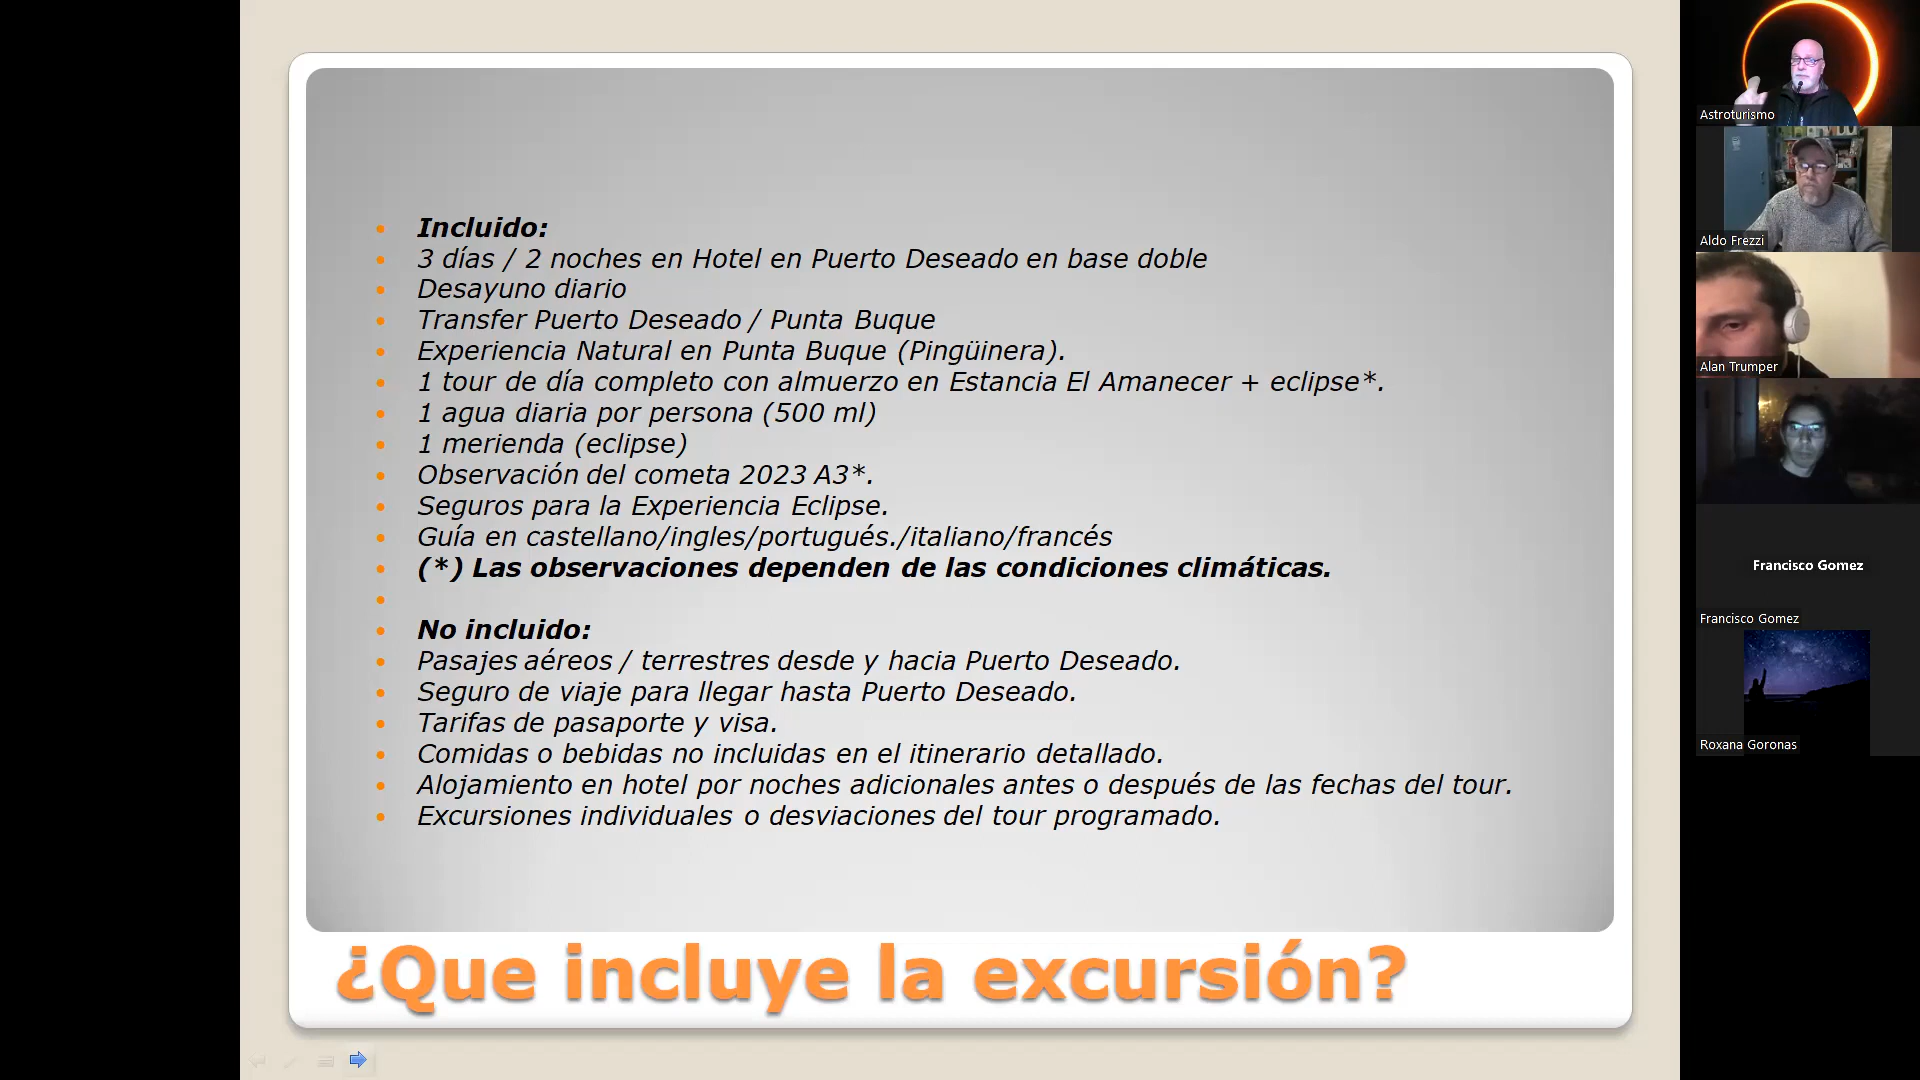 Incluido:
3 días / 2 noches en Hotel en Puerto Deseado en base doble
Desayuno diario
Transfer Puerto Deseado / Punta Buque
Experiencia Natural en Punta Buque (Pingüinera).
1 tour de día completo con almuerzo en Estancia El Amanecer + eclipse*.
1 agua diaria por persona (500 ml)
1 merienda (eclipse)
Observación del cometa 2023 A3*.
Seguros para la Experiencia Eclipse.
Guía en castellano/ingles/portugués./italiano/francés
(*) Las observaciones dependen de las condiciones climáticas.
No incluido:
Pasajes aéreos / terrestres desde y hacia Puerto Deseado.
Seguro de viaje para llegar hasta Puerto Deseado.
Tarifas de pasaporte y visa.
Comidas o bebidas no incluidas en el itinerario detallado.
Alojamiento en hotel por noches adicionales antes o después de las fechas del tour.
Excursiones individuales o desviaciones del tour programado.
¿Que incluye la excursión?
Astroturismo
Aldo Frezzi
Alan Trumper
Francisco Gomez
Francisco Gomez
Roxana Goronas